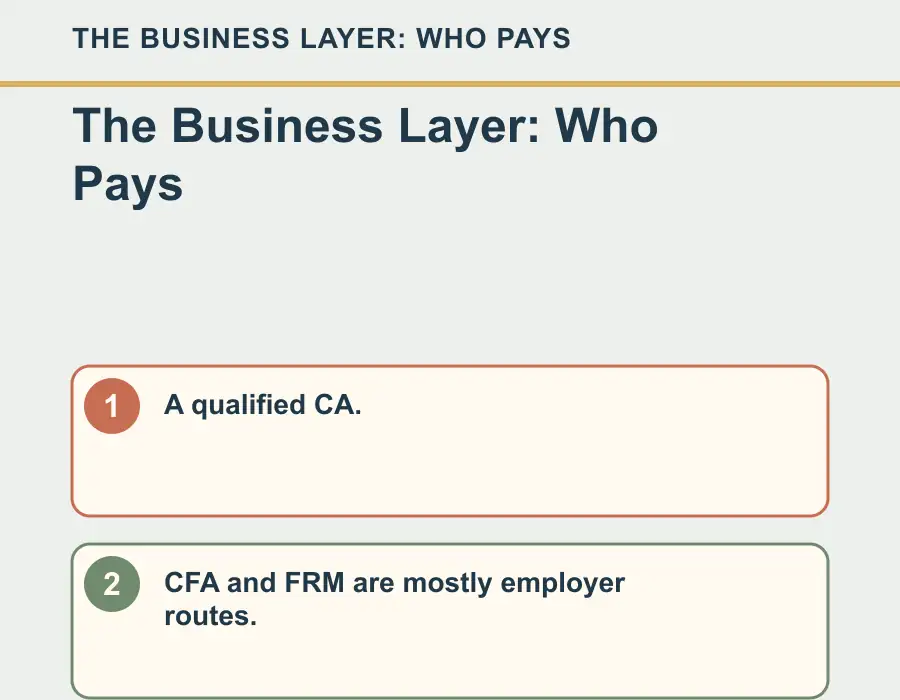 THE BUSINESS LAYER: WHO PAYS
The Business Layer: Who
Pays
1
A qualified CA.
2
CFA and FRM are mostly employer
routes.